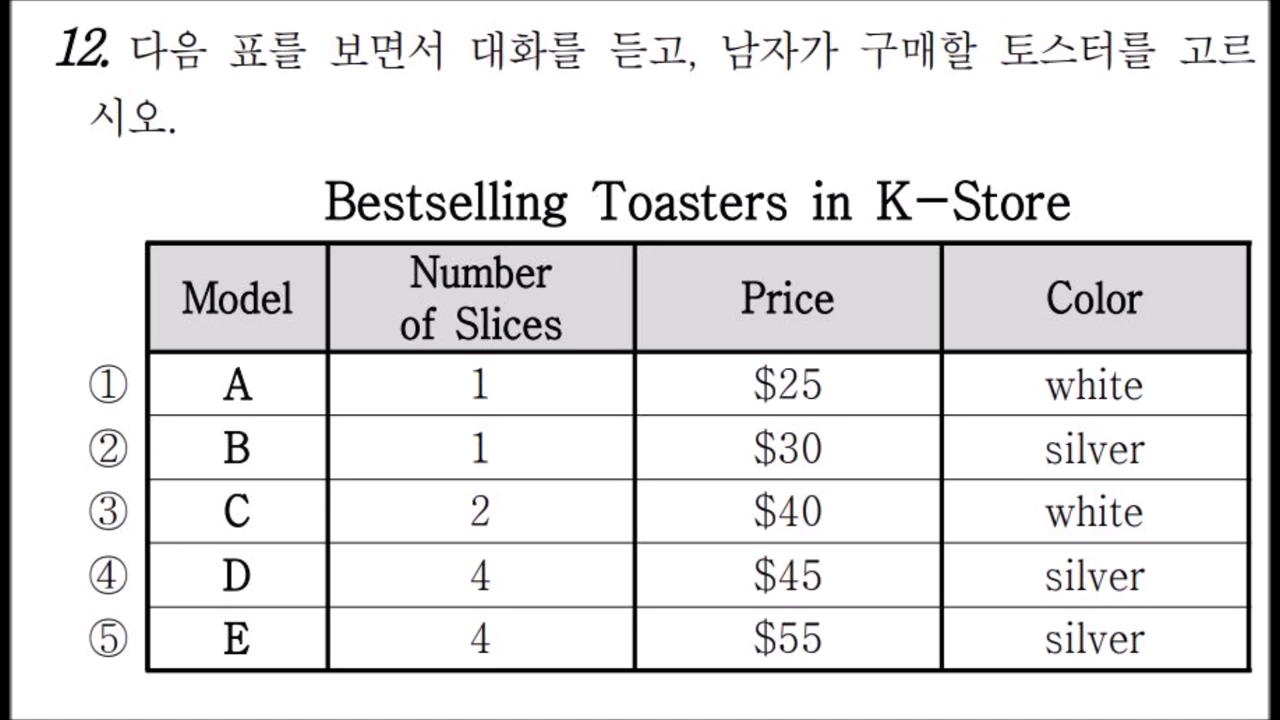 12. 다음 표를 보면서 대화를 듣고, 남자가 구매할 토스터를 고르
시오.
Bestselling Toasters in K-Store
Model Number of Slices Price Color
① A 1 $25 white
② B 1 $30 silver
③ C 2 $40 white
④ D 4 $45 silver
⑤ E 4 $55 silver